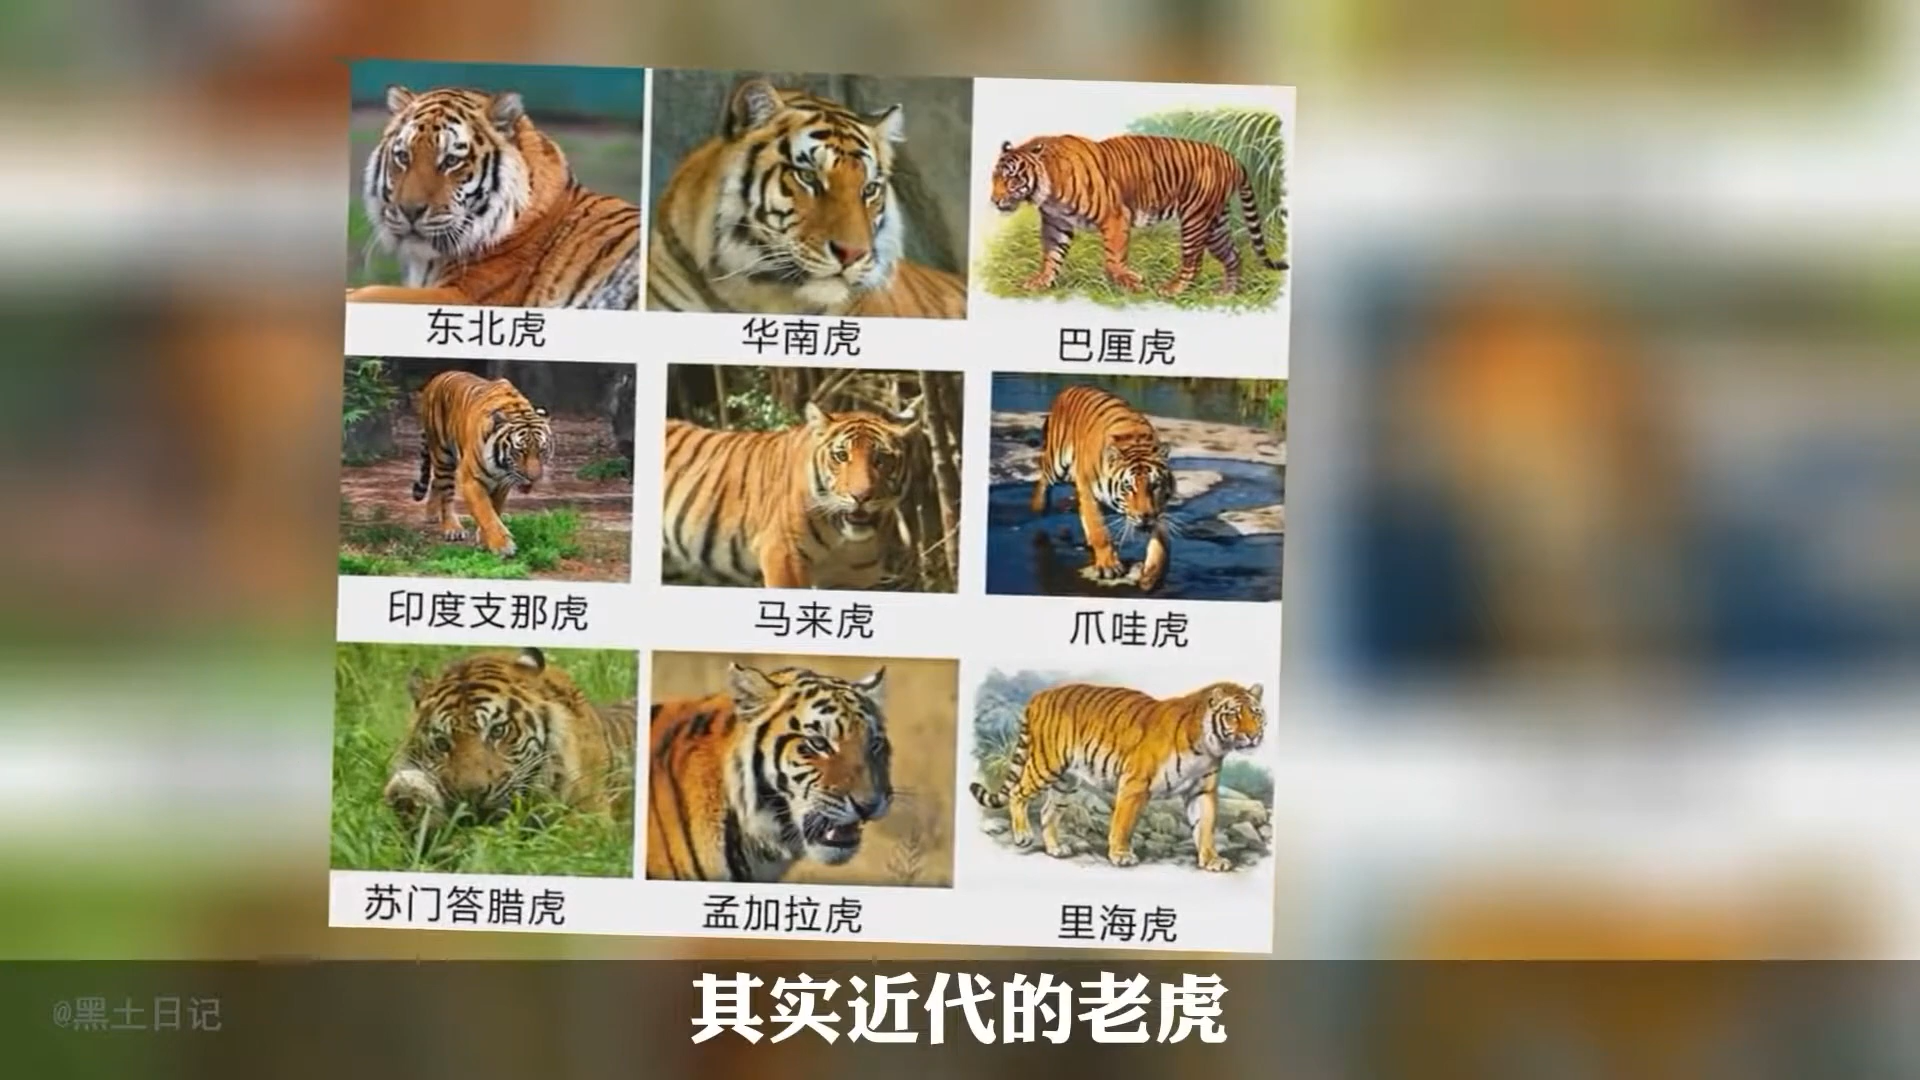 东北虎
华南虎
巴厘虎
印度支那虎
马来虎
爪哇虎
苏门答腊虎
孟加拉虎
里海虎
其实近代的老虎
@黑土日记